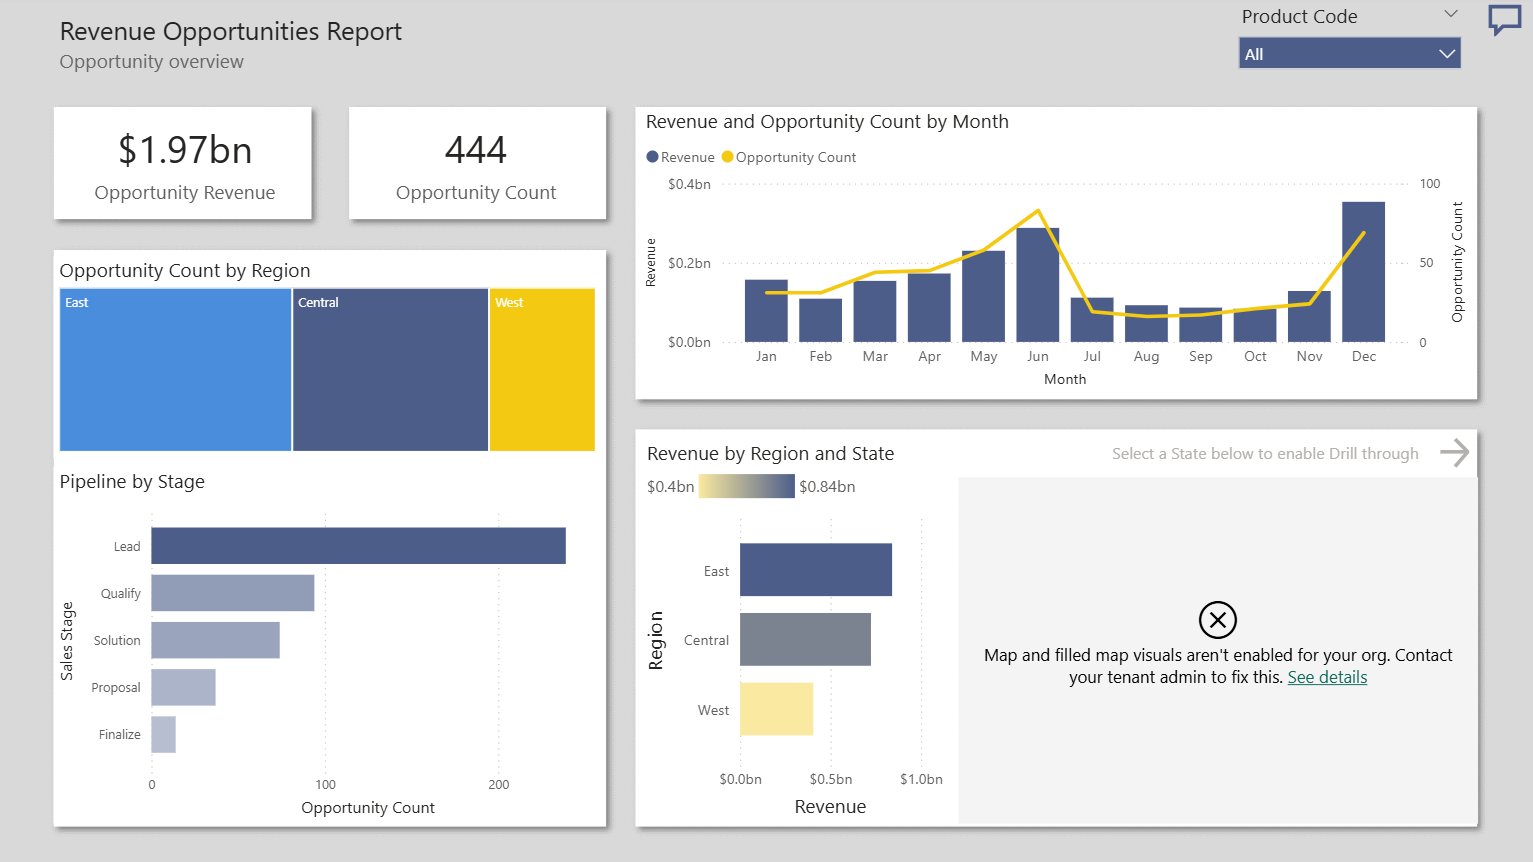 Revenue Opportunities Report
Opportunity overview
Product Code
All
$1.97bn
Opportunity Revenue
444
Opportunity Count
Revenue and Opportunity Count by Month
Revenue Opportunity Count
$0.4bn
$0.2bn
$0.0bn
Revenue
100
50
0
Opportunity Count
Jan Feb Mar Apr May Jun Jul Aug Sep Oct Nov Dec
Month
Opportunity Count by Region
East Central West
Pipeline by Stage
Sales Stage
Lead
Qualify
Solution
Proposal
Finalize
0 100 200
Opportunity Count
Revenue by Region and State
Select a State below to enable Drill through
$0.4bn $0.84bn
Region
East
Central
West
$0.0bn $0.5bn $1.0bn
Revenue
Map and filled map visuals aren't enabled for your org. Contact
your tenant admin to fix this. See details